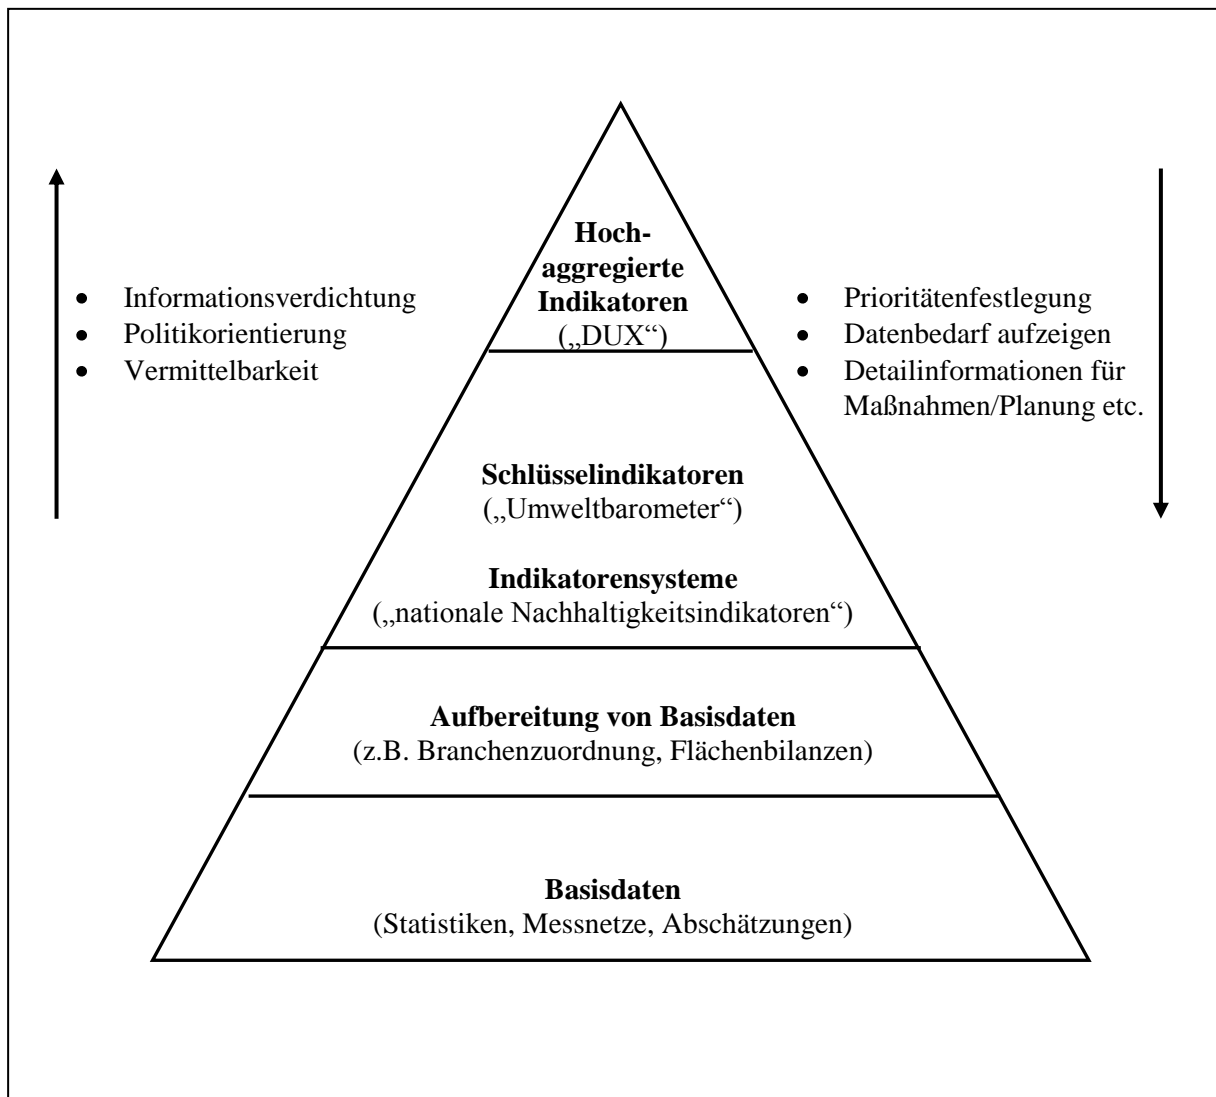 Hoch-
aggregierte
Indikatoren
(„DUX“)
• Informationsverdichtung
• Politikorientierung
• Vermittelbarkeit
• Prioritätenfestlegung
• Datenbedarf aufzeigen
• Detailinformationen für
Maßnahmen/Planung etc.
Schlüsselindikatoren
(„Umweltbarometer“)
Indikatorensysteme
(„nationale Nachhaltigkeitsindikatoren“)
Aufbereitung von Basisdaten
(z.B. Branchenzuordnung, Flächenbilanzen)
Basisdaten
(Statistiken, Messnetze, Abschätzungen)